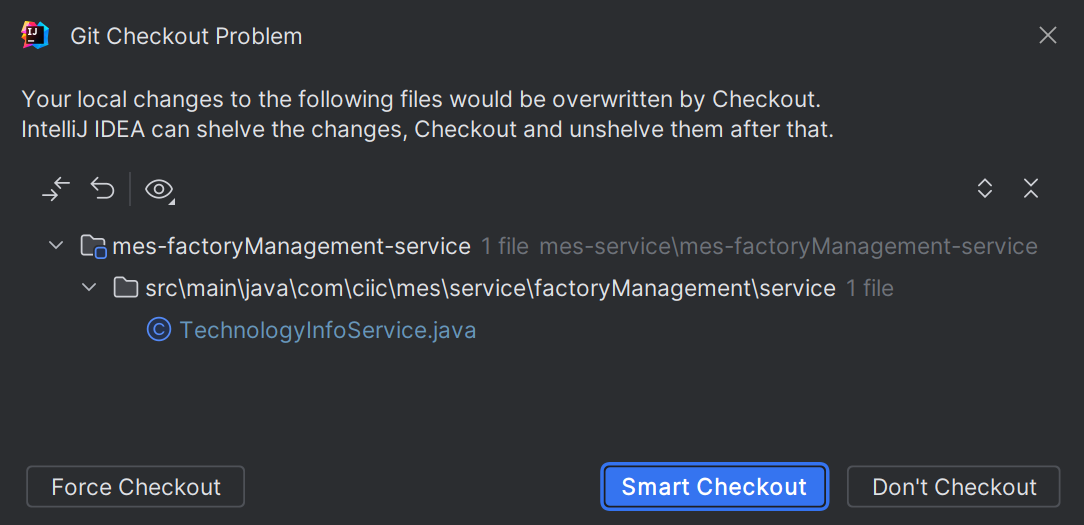 Git Checkout Problem
Your local changes to the following files would be overwritten by Checkout.
IntelliJ IDEA can shelve the changes, Checkout and unshelve them after that.
mes-factoryManagement-service 1 file mes-service\mes-factoryManagement-service
src\main\java\com\ciic\mes\service\factoryManagement\service 1 file
TechnologyInfoService.java
Force Checkout Smart Checkout Don't Checkout